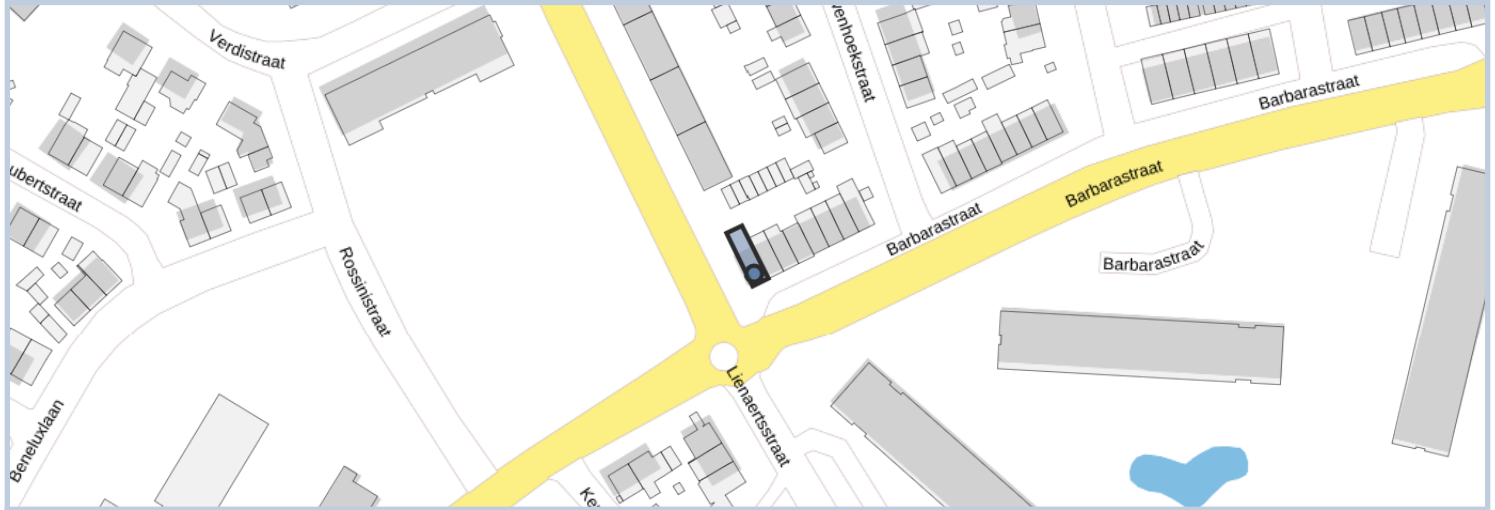 Verdistraat
venhoekstraat
Barbarastraat
Barbarastraat
ubertstraat
Barbarastraat
Barbarastraat
Rossinistraat
Lienaertsstraat
Beneluxlaan